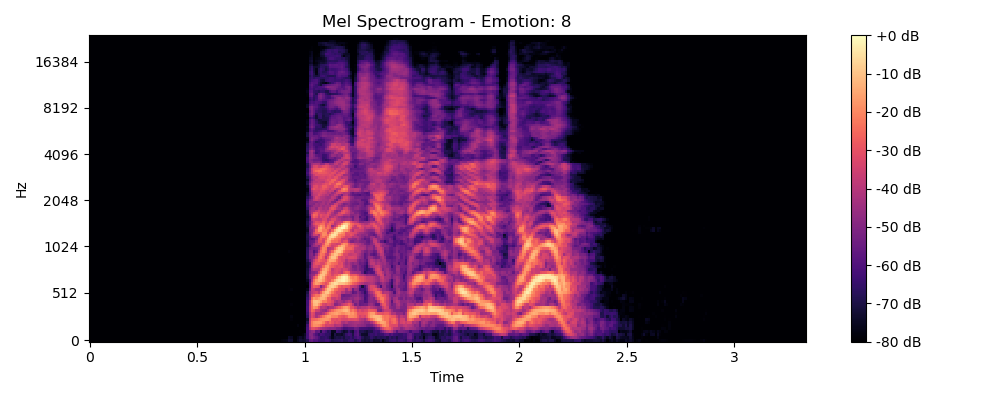 Mel Spectrogram - Emotion: 8
Hz
16384
8192
4096
2048
1024
512
0
0 0.5 1 1.5 2 2.5 3
Time
+0 dB
-10 dB
-20 dB
-30 dB
-40 dB
-50 dB
-60 dB
-70 dB
-80 dB